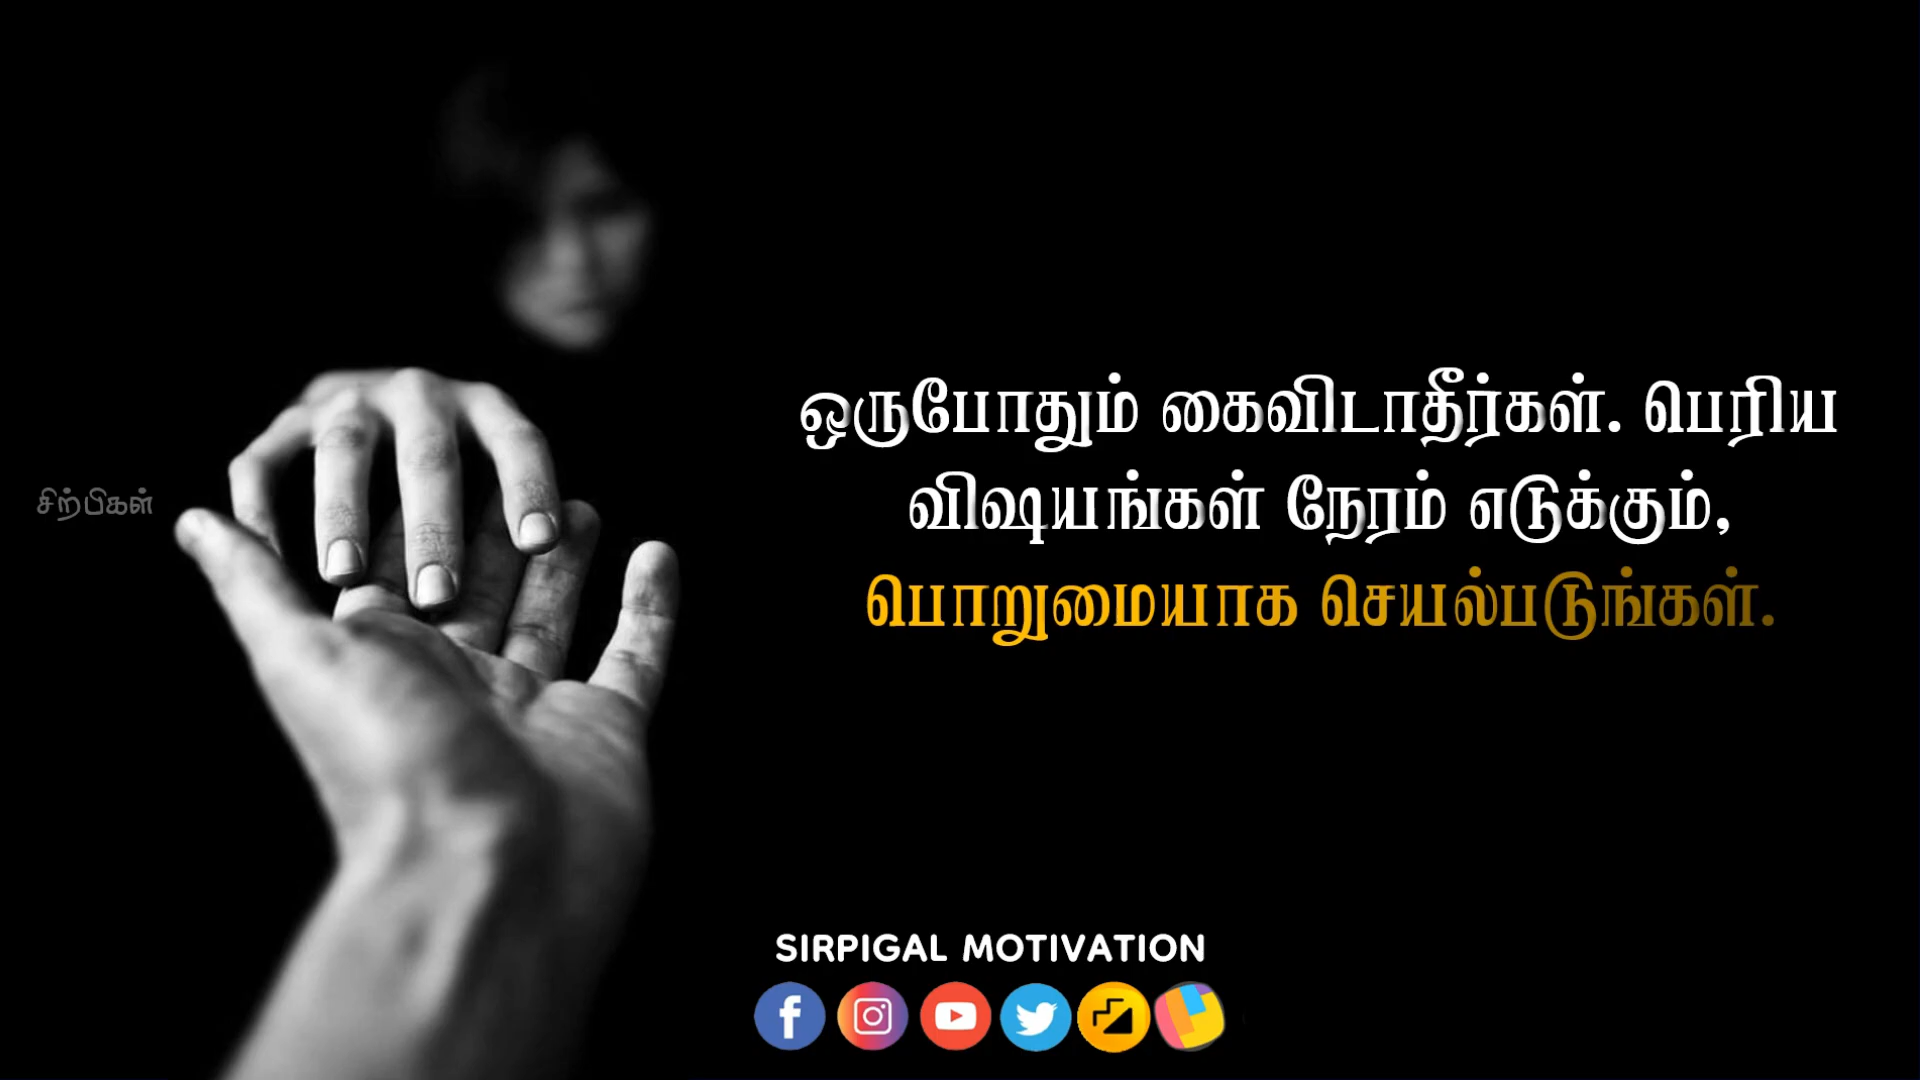 ஒருபோதும் கைவிடாதீர்கள். பெரிய
விஷயங்கள் நேரம் எடுக்கும்,
பொறுமையாக செயல்படுங்கள்.
சிற்பிகள்
SIRPIGAL MOTIVATION